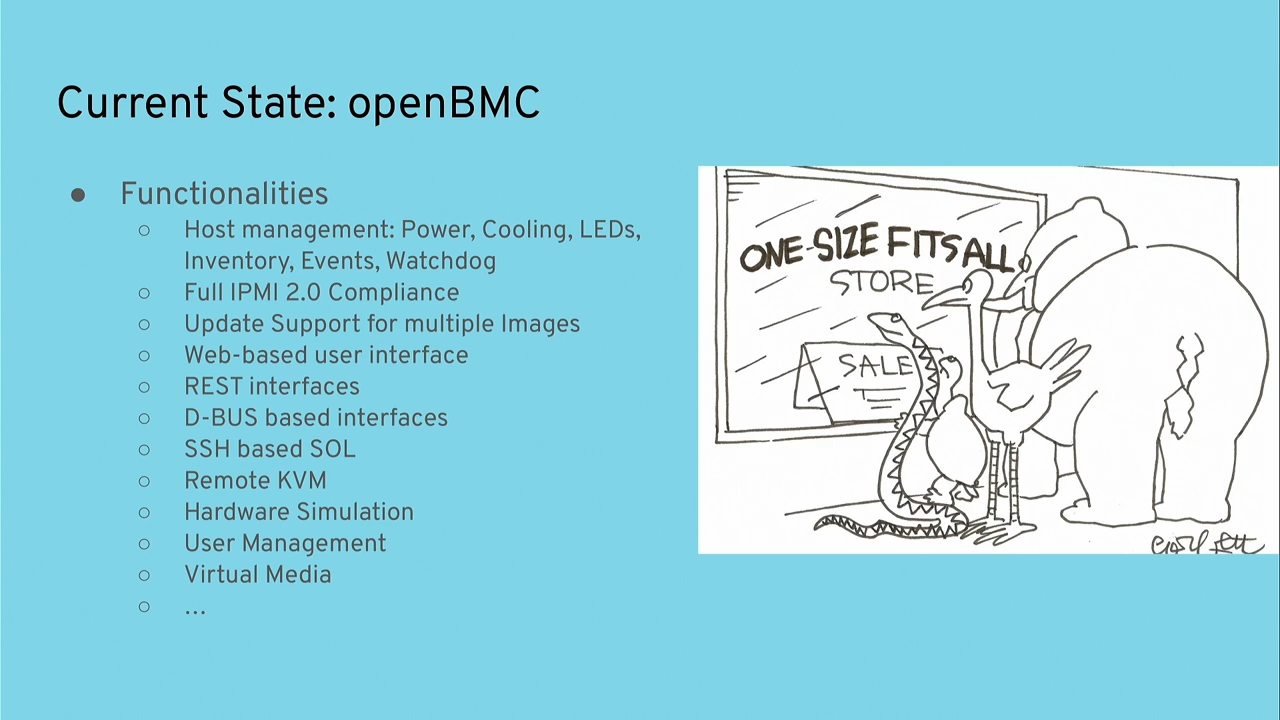 Current State: openBMC
● Functionalities
○ Host management: Power, Cooling, LEDs,
Inventory, Events, Watchdog
○ Full IPMI 2.0 Compliance
○ Update Support for multiple Images
○ Web-based user interface
○ REST interfaces
○ D-BUS based interfaces
○ SSH based SOL
○ Remote KVM
○ Hardware Simulation
○ User Management
○ Virtual Media
○ ...
ONE-SIZE FITS ALL
STORE
SALE